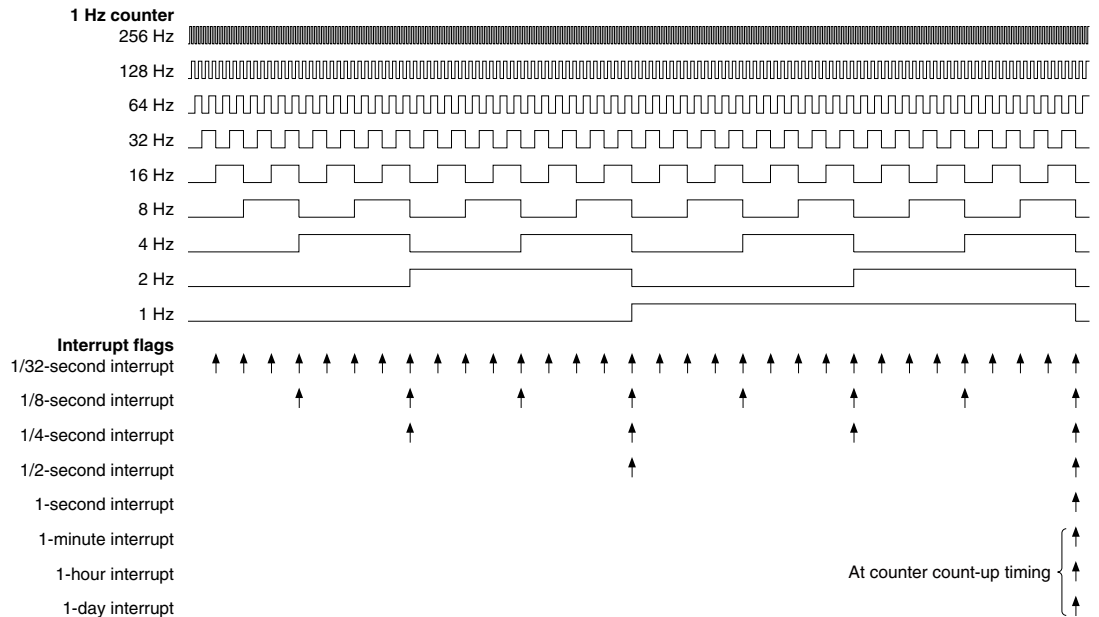 1 Hz counter
256 Hz
128 Hz
64 Hz
32 Hz
16 Hz
8 Hz
4 Hz
2 Hz
1 Hz
Interrupt flags
1/32-second interrupt
1/8-second interrupt
1/4-second interrupt
1/2-second interrupt
1-second interrupt
1-minute interrupt
1-hour interrupt
At counter count-up timing
1-day interrupt